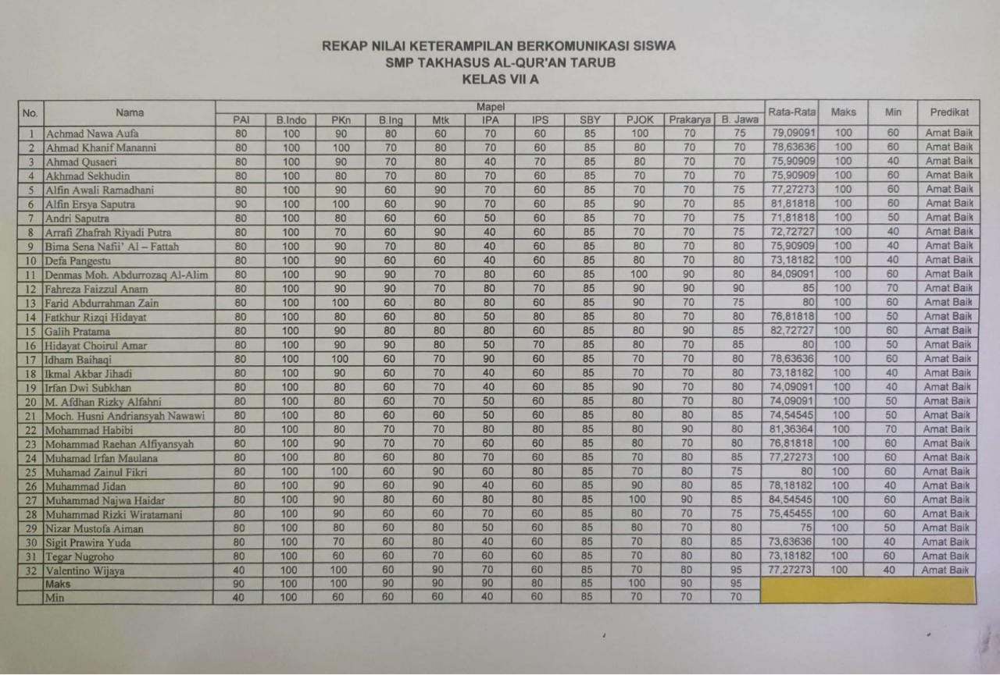 REKAP NILAI KETERAMPILAN BERKOMUNIKASI SISWA
SMP TAKHASUS AL-QUR'AN TARUB
KELAS VII A
No. Nama Mapel Rata-Rata Maks Min Predikat
PAI B.Indo PKn B.Ing Mtk IPA IPS SBY PJOK Prakarya B. Jawa
1 Achmad Nawa Aufa 80 100 90 80 60 70 60 85 100 70 75 79,09091 100 60 Amat Baik
2 Ahmad Khanif Mananni 80 100 100 70 80 70 60 85 80 70 70 78,63636 100 60 Amat Baik
3 Ahmad Qusaeri 80 100 90 70 80 40 70 85 80 70 70 75,90909 100 40 Amat Baik
4 Akhmad Sekhudin 80 100 80 70 80 70 60 85 70 70 70 75,90909 100 60 Amat Baik
5 Alfin Awali Ramadhani 80 100 90 60 90 70 60 85 70 70 75 77,27273 100 60 Amat Baik
6 Alfin Ersya Saputra 90 100 100 60 90 70 60 85 90 70 85 81,81818 100 60 Amat Baik
7 Andri Saputra 80 100 80 60 60 50 60 85 70 70 75 71,81818 100 50 Amat Baik
8 Arrafi Zhafrah Riyadi Putra 80 100 70 60 90 40 60 85 70 70 75 72,72727 100 40 Amat Baik
9 Bima Sena Nafii' Al – Fattah 80 100 90 70 80 40 60 85 80 70 80 75,90909 100 40 Amat Baik
10 Defa Pangestu 80 100 90 60 60 40 60 85 80 70 80 73,18182 100 40 Amat Baik
11 Denmas Moh. Abdurrozaq Al-Alim 80 100 90 90 70 80 60 85 100 90 80 84,09091 100 60 Amat Baik
12 Fahreza Faizzul Anam 80 100 90 90 70 80 70 85 90 90 90 85 100 70 Amat Baik
13 Farid Abdurrahman Zain 80 100 100 60 80 80 60 85 90 70 75 80 100 60 Amat Baik
14 Fatkhur Rizqi Hidayat 80 100 80 60 80 50 80 85 80 70 80 76,81818 100 50 Amat Baik
15 Galih Pratama 80 100 90 80 80 80 60 85 80 90 85 82,72727 100 60 Amat Baik
16 Hidayat Choirul Amar 80 100 90 90 80 50 70 85 80 70 85 80 100 50 Amat Baik
17 Idham Baihaqi 80 100 100 60 70 90 60 85 70 70 80 78,63636 100 60 Amat Baik
18 Ikmal Akbar Jihadi 80 100 90 60 70 40 60 85 70 70 80 73,18182 100 40 Amat Baik
19 Irfan Dwi Subkhan 80 100 80 60 70 40 60 85 90 70 80 74,09091 100 40 Amat Baik
20 M. Afdhan Rizky Alfahni 80 100 80 60 70 50 60 85 80 70 80 74,09091 100 50 Amat Baik
21 Moch. Husni Andriansyah Nawawi 80 100 80 60 60 50 60 85 80 80 85 74,54545 100 50 Amat Baik
22 Mohammad Habibi 80 100 80 70 70 80 80 85 80 90 80 81,36364 100 70 Amat Baik
23 Mohammad Raehan Alfiyansyah 80 100 90 70 70 60 60 85 80 70 80 76,81818 100 60 Amat Baik
24 Muhamad Irfan Maulana 80 100 80 60 80 70 60 85 70 80 85 77,27273 100 60 Amat Baik
25 Muhamad Zainul Fikri 80 100 100 60 90 60 80 85 70 80 75 80 100 60 Amat Baik
26 Muhammad Jidan 80 100 90 60 90 40 60 85 90 80 85 78,18182 100 40 Amat Baik
27 Muhammad Najwa Haidar 80 100 90 80 60 80 80 85 100 90 85 84,54545 100 60 Amat Baik
28 Muhammad Rizki Wiratamani 80 100 90 60 60 70 60 85 80 70 75 75,45455 100 60 Amat Baik
29 Nizar Mustofa Aiman 80 100 80 60 80 50 60 85 80 70 80 75 100 50 Amat Baik
30 Sigit Prawira Yuda 80 100 70 60 80 40 60 85 70 80 85 73,63636 100 40 Amat Baik
31 Tegar Nugroho 80 100 60 60 70 60 60 85 70 80 80 73,18182 100 60 Amat Baik
32 Valentino Wijaya 40 100 100 60 90 70 60 85 70 80 95 77,27273 100 40 Amat Baik
Maks 90 100 100 90 90 90 80 85 100 90 95
Min 40 100 60 60 60 40 60 85 70 70 70